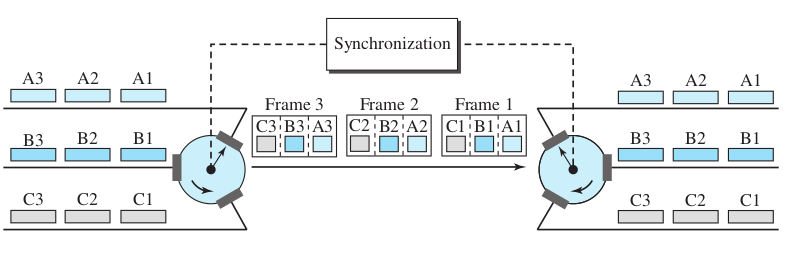 Synchronization
A3 A2 A1
A3 A2 A1
Frame 3 Frame 2 Frame 1
C3 B3 A3 C2 B2 A2 C1 B1 A1
B3 B2 B1
B3 B2 B1
C3 C2 C1
C3 C2 C1